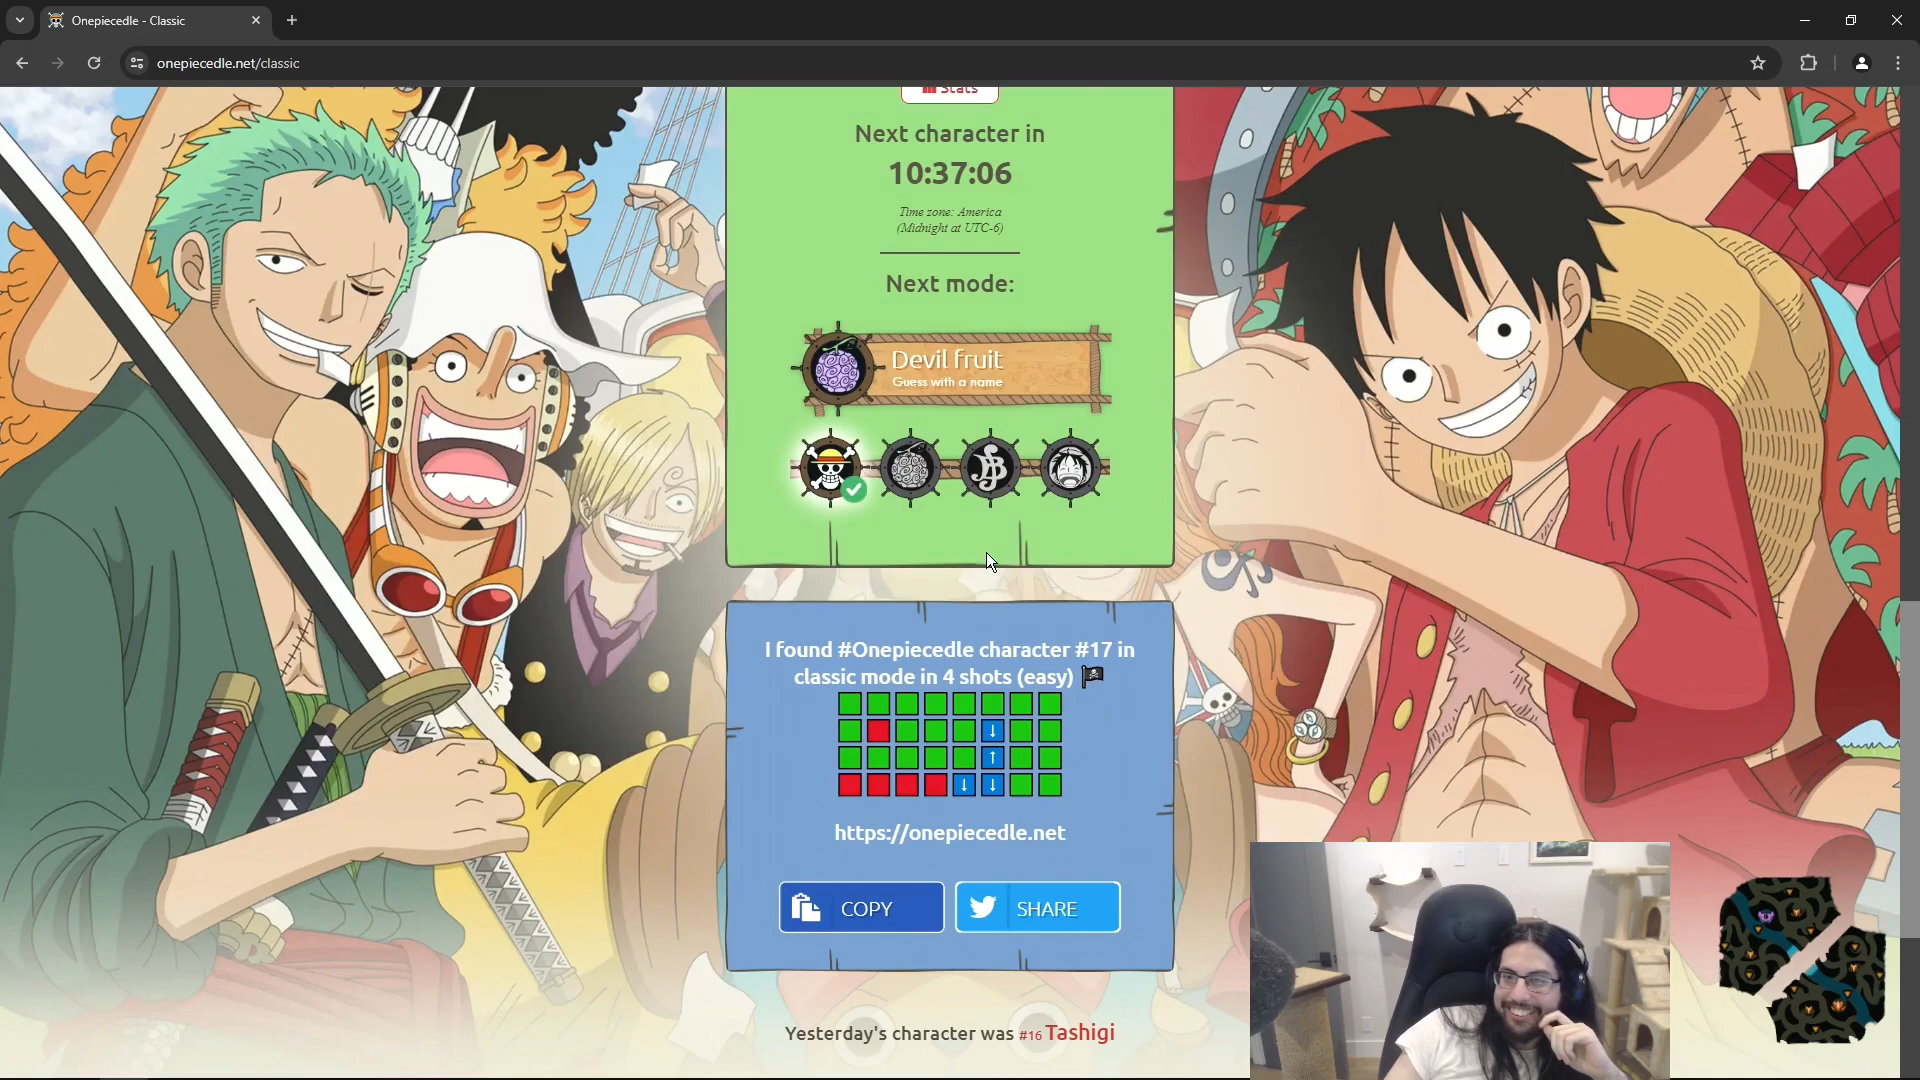 Onepiecedle - Classic
onepiecedle.net/classic
Stats
Next character in
10:37:06
Time zone: America
(Midnight at UTC-6)
Next mode:
Devil fruit
Guess with a name
I found #Onepiecedle character #17 in
classic mode in 4 shots (easy) 🏴‍☠️
↓
↑
↓ ↓
https://onepiecedle.net
COPY
SHARE
Yesterday's character was #16 Tashigi